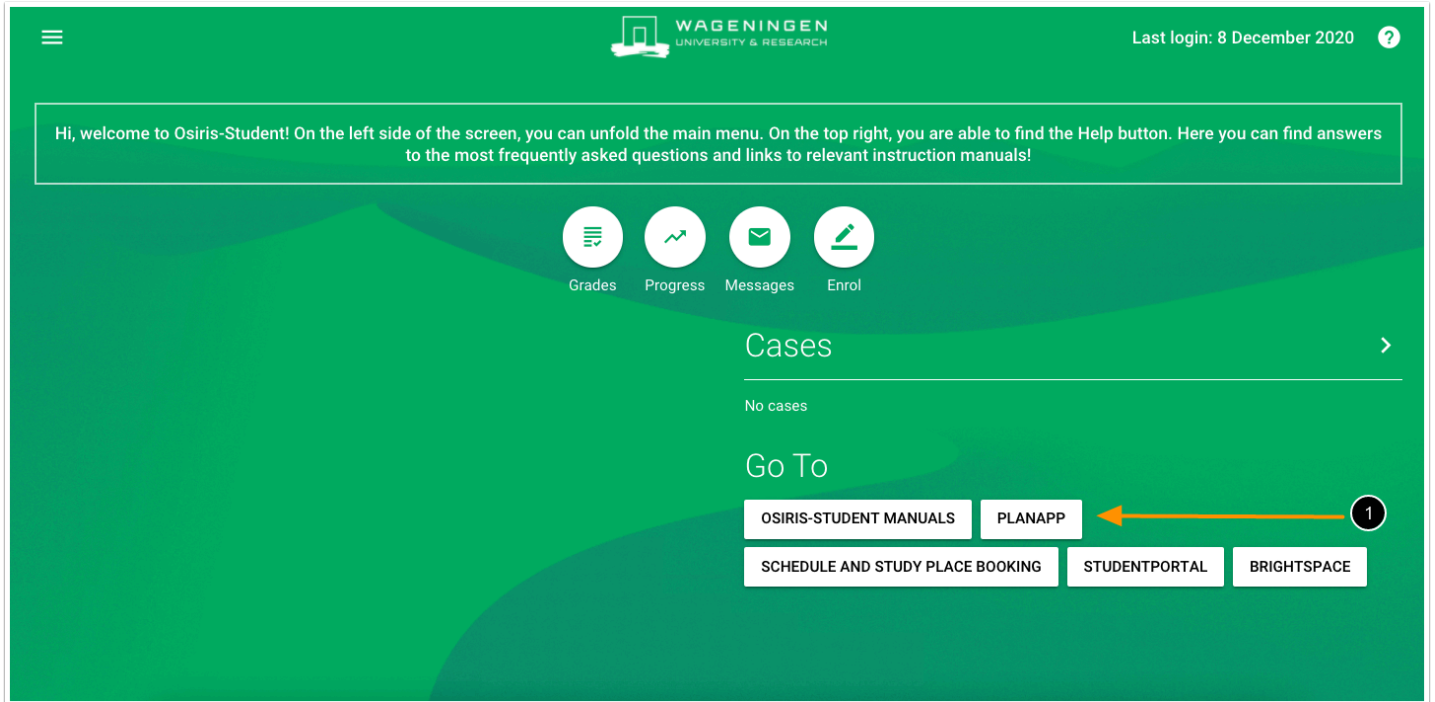 WAGENINGEN
UNIVERSITY & RESEARCH
Last login: 8 December 2020
?
Hi, welcome to Osiris-Student! On the left side of the screen, you can unfold the main menu. On the top right, you are able to find the Help button. Here you can find answers
to the most frequently asked questions and links to relevant instruction manuals!
Grades Progress Messages Enrol
Cases
No cases
Go To
OSIRIS-STUDENT MANUALS PLANAPP 1
SCHEDULE AND STUDY PLACE BOOKING STUDENTPORTAL BRIGHTSPACE